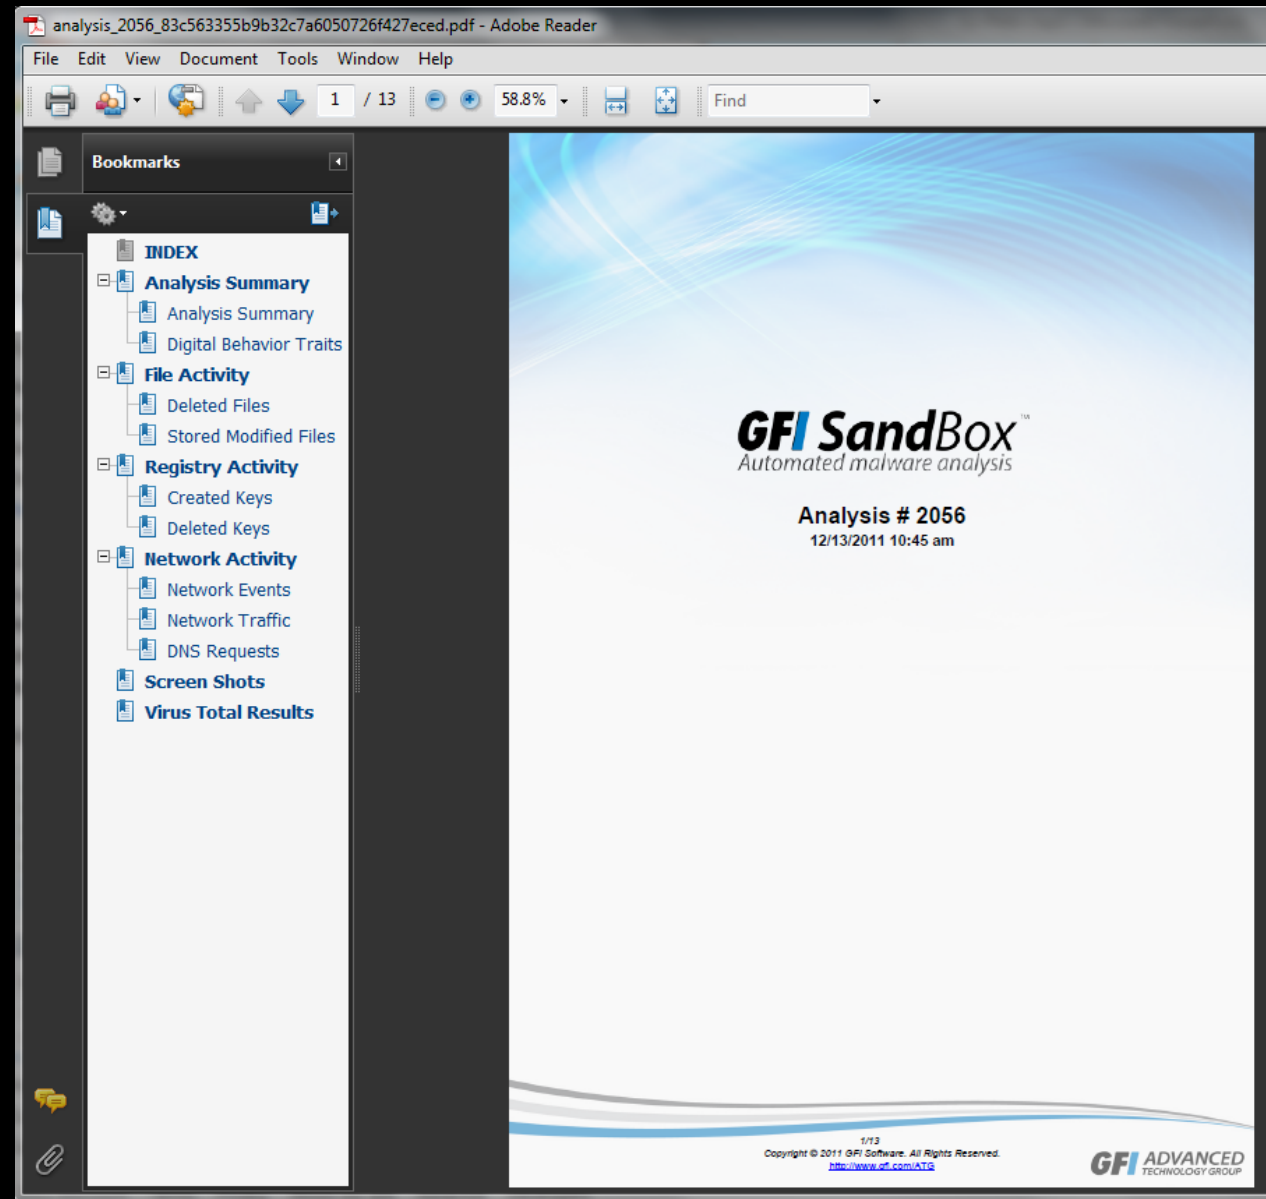 analysis_2056_83c563355b9b32c7a6050726f427eced.pdf - Adobe Reader
File Edit View Document Tools Window Help
1 / 13 58.8% Find
Bookmarks
INDEX
Analysis Summary
Analysis Summary
Digital Behavior Traits
File Activity
Deleted Files
Stored Modified Files
Registry Activity
Created Keys
Deleted Keys
Network Activity
Network Events
Network Traffic
DNS Requests
Screen Shots
Virus Total Results
GFI SandBox™
Automated malware analysis
Analysis # 2056
12/13/2011 10:45 am
1/13
Copyright © 2011 GFI Software. All Rights Reserved.
http://www.gfi.com/ATG
GFI ADVANCED
TECHNOLOGY GROUP